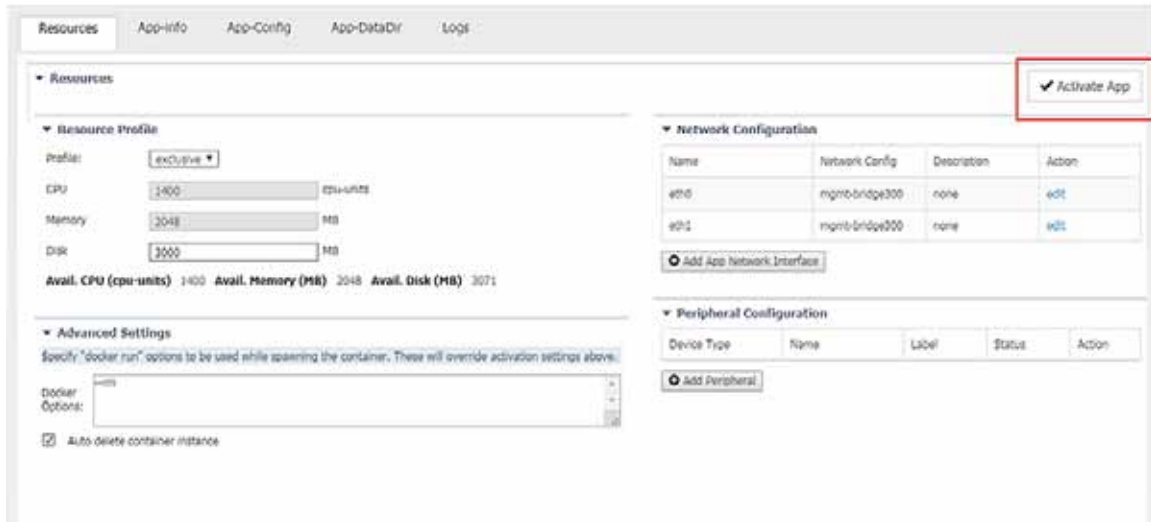 Resources App-Info App-Config App-DataDir Logs
Resources
Activate App
Resource Profile
Profile: exclusive
CPU 1400 cpu-units
Memory 2048 MB
Disk 3000 MB
Avail. CPU (cpu-units) 1400 Avail. Memory (MB) 2048 Avail. Disk (MB) 3071
Advanced Settings
Specify "docker run" options to be used while spawning the container. These will override activation settings above.
Docker
Options:
Auto delete container instance
Network Configuration
Name Network Config Description Action
eth0 mgmt-bridge300 none edit
eth1 mgmt-bridge300 none edit
Add App Network Interface
Peripheral Configuration
Device Type Name Label Status Action
Add Peripheral